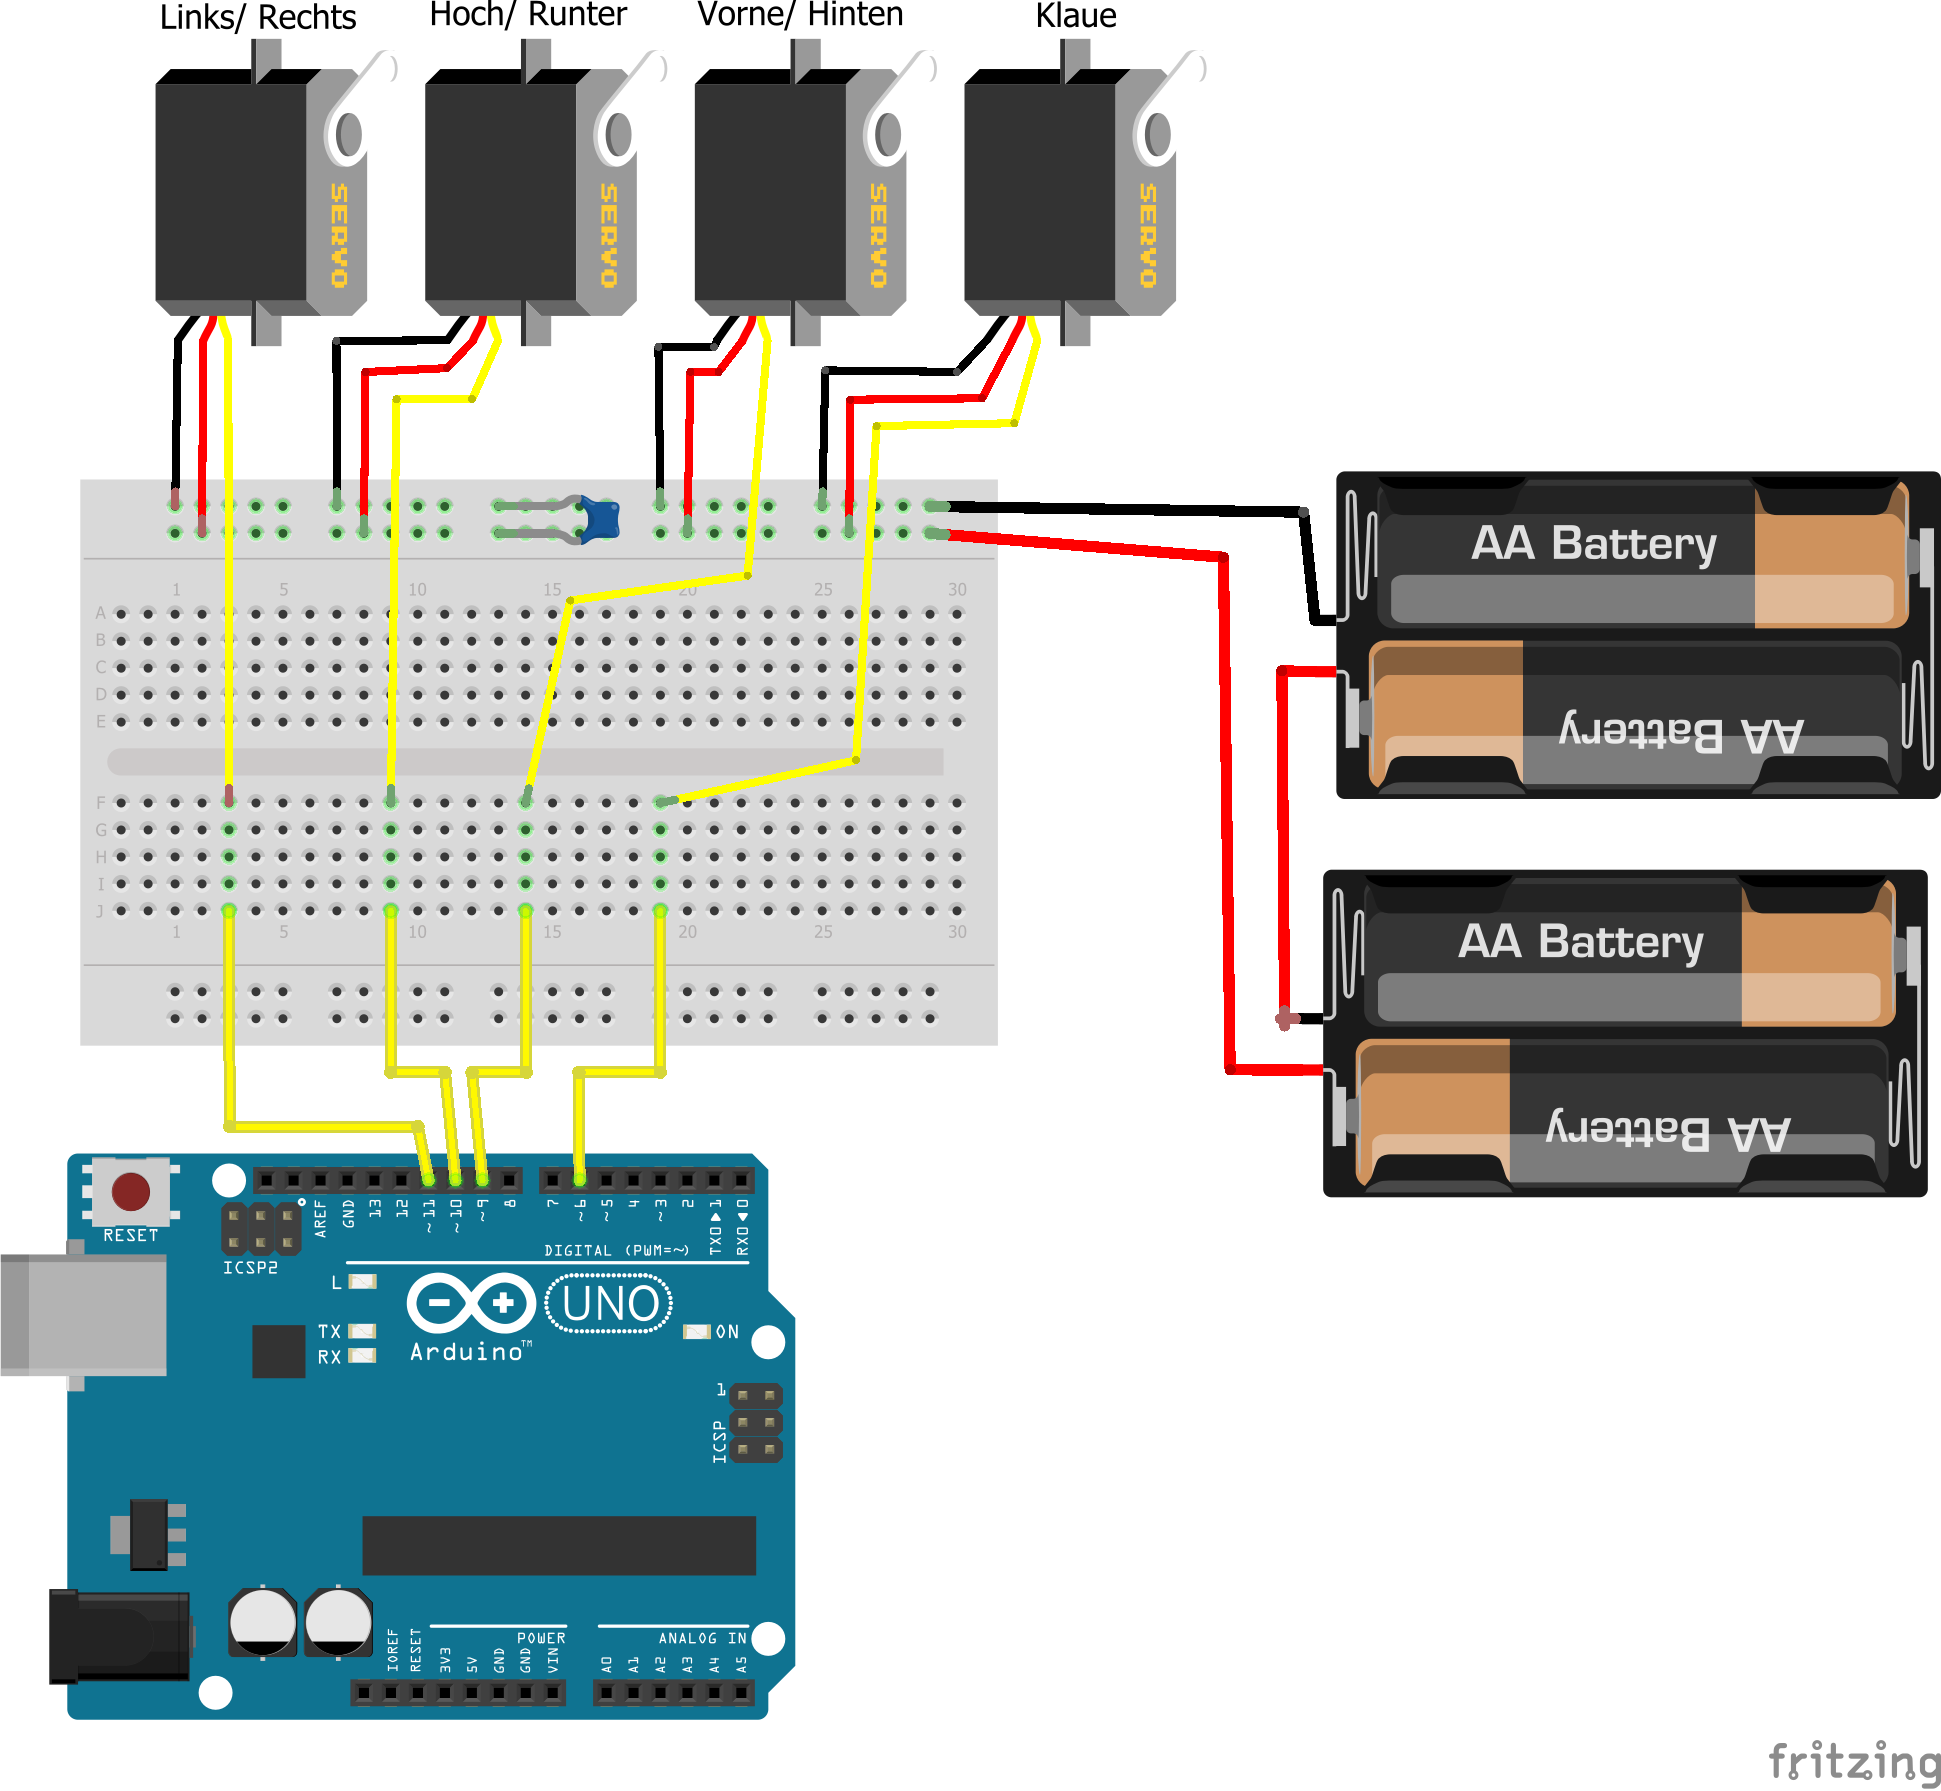 Links/ Rechts
Hoch/ Runter
Vorne/ Hinten
Klaue
SERVO
SERVO
SERVO
SERVO
AA Battery
AA Battery
1 5 10 15 20 25 30
A
B
C
D
E
F
G
H
I
J
1 5 10 15 20 25 30
AA Battery
AA Battery
RESET
ICSP2
AREF
GND
13
12
~11
~10
~9
8
7
~6
~5
4
~3
2
TX0▶1
RX0◀0
DIGITAL (PWM=~)
L
TX
RX
UNO
Arduino™
ON
1
ICSP
IOREF
RESET
3V3
5V
GND
GND
VIN
POWER
ANALOG IN
A0
A1
A2
A3
A4
A5
fritzing